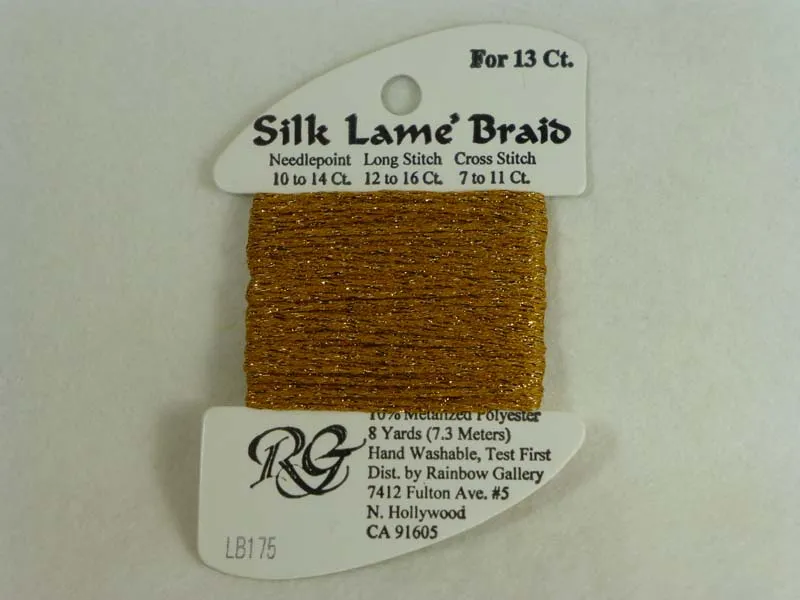 For 13 Ct.
Silk Lame' Braid
Needlepoint Long Stitch Cross Stitch
10 to 14 Ct. 12 to 16 Ct. 7 to 11 Ct.
10% Metalized Polyester
8 Yards (7.3 Meters)
Hand Washable, Test First
Dist. by Rainbow Gallery
7412 Fulton Ave. #5
N. Hollywood
CA 91605
RG
LB175